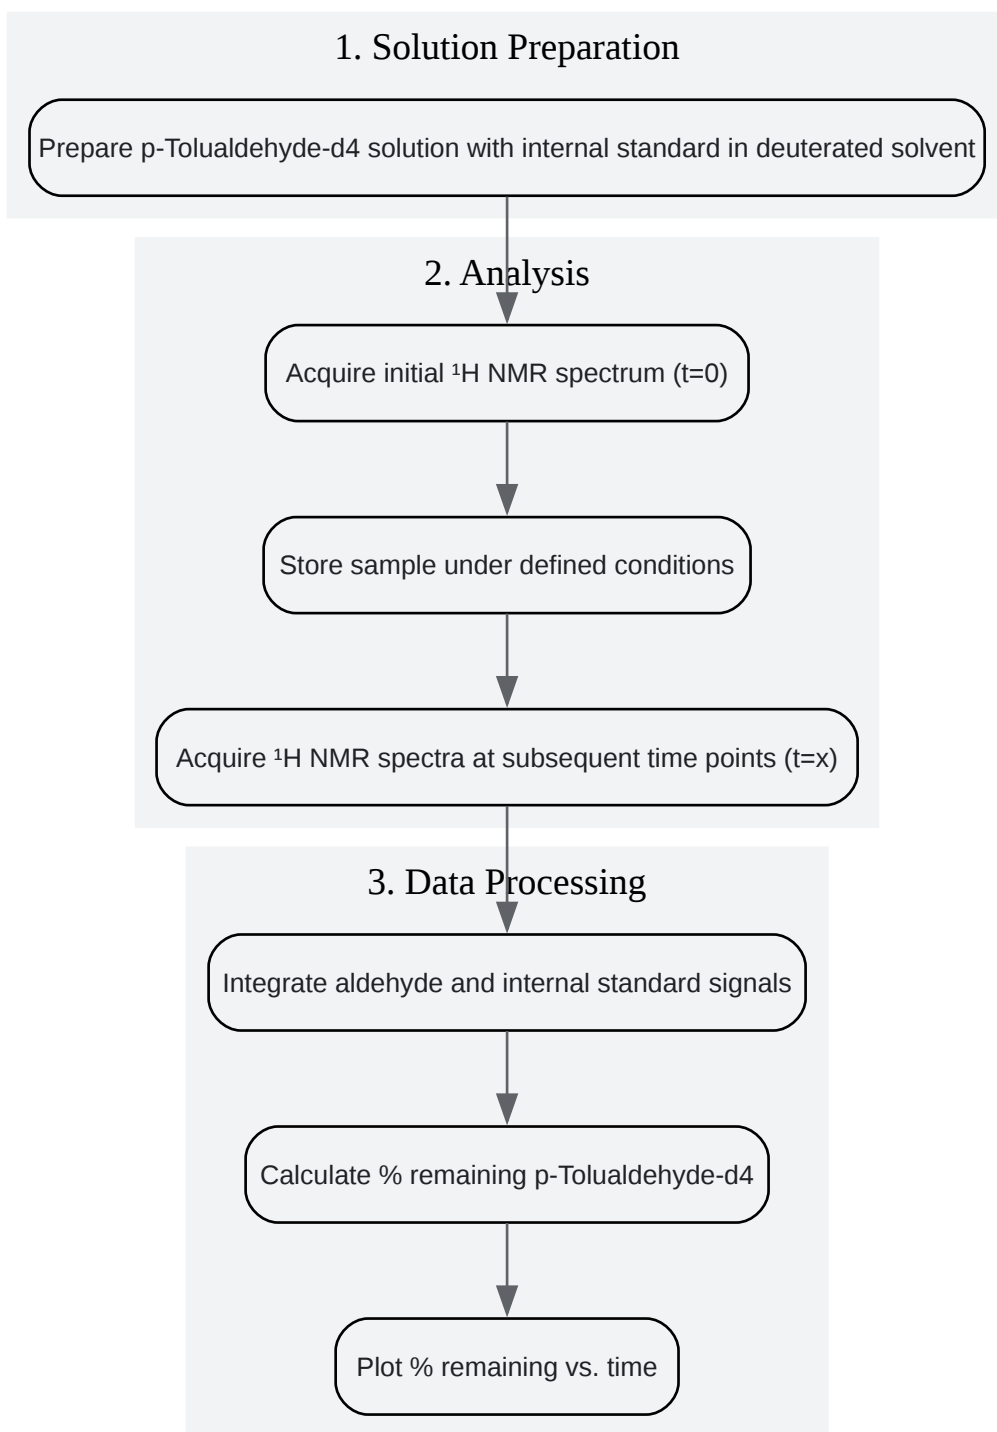 1. Solution Preparation
Prepare p-Tolualdehyde-d4 solution with internal standard in deuterated solvent
2. Analysis
Acquire initial ¹H NMR spectrum (t=0)
Store sample under defined conditions
Acquire ¹H NMR spectra at subsequent time points (t=x)
3. Data Processing
Integrate aldehyde and internal standard signals
Calculate % remaining p-Tolualdehyde-d4
Plot % remaining vs. time